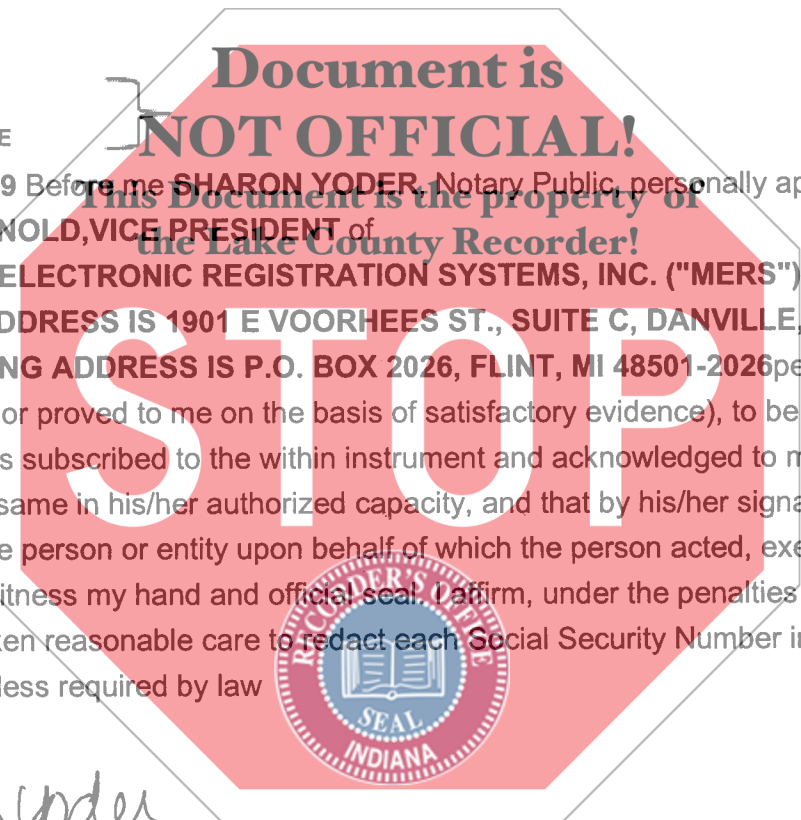 Document is
NOT OFFICIAL!
This Document is the property of
the Lake County Recorder!
STOP
E
9 Before me SHARON YODER, Notary Public, personally ap
NOLD,VICE PRESIDENT of
ELECTRONIC REGISTRATION SYSTEMS, INC. ("MERS")
DDRESS IS 1901 E VOORHEES ST., SUITE C, DANVILLE,
NG ADDRESS IS P.O. BOX 2026, FLINT, MI 48501-2026pe
or proved to me on the basis of satisfactory evidence), to be
s subscribed to the within instrument and acknowledged to m
same in his/her authorized capacity, and that by his/her signa
e person or entity upon behalf of which the person acted, exe
itness my hand and official seal. I affirm, under the penalties
ken reasonable care to redact each Social Security Number in
less required by law
RECORDER'S OFFICE
SEAL
INDIANA
Yoder